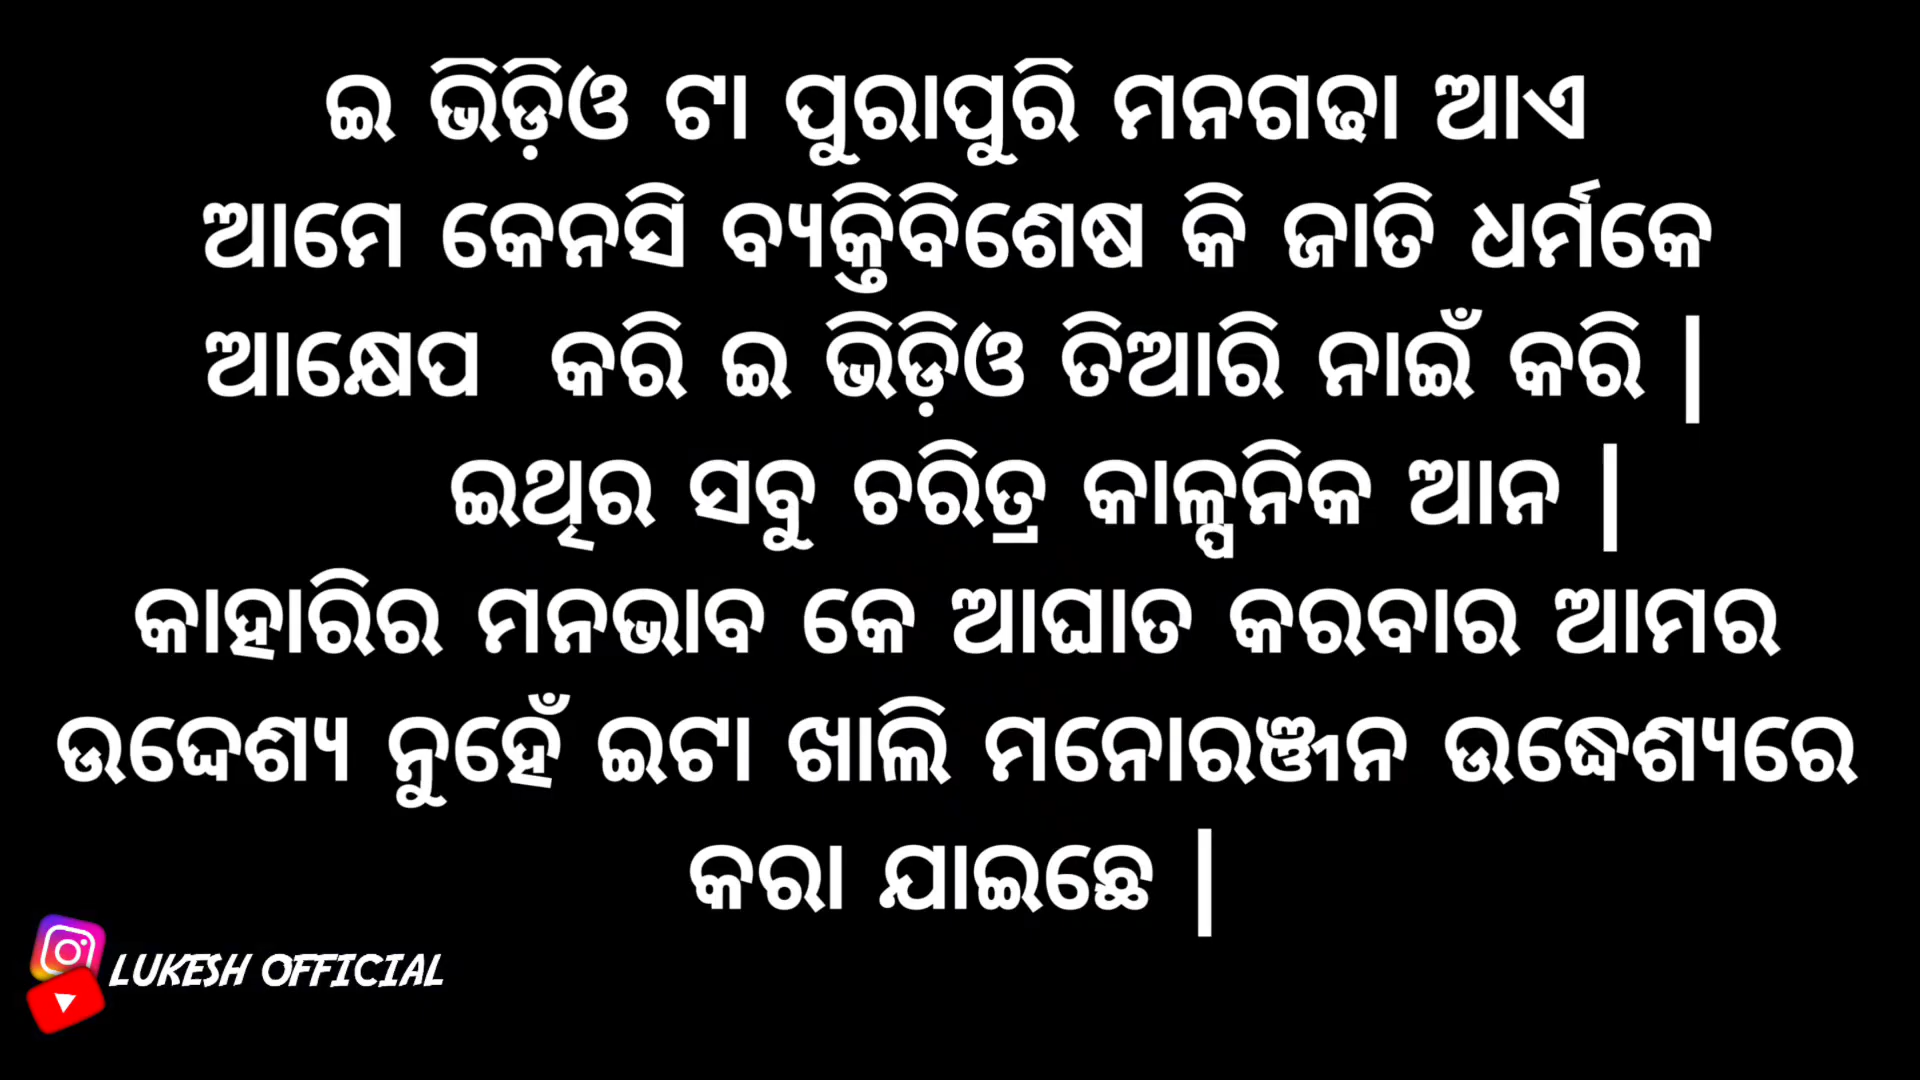 ଇ ଭିଡ଼ିଓ ଟା ପୁରାପୁରି ମନଗଢା ଆଏ
ଆମେ କେନସି ବ୍ୟକ୍ତିବିଶେଷ କି ଜାତି ଧର୍ମକେ
ଆକ୍ଷେପ  କରି ଇ ଭିଡ଼ିଓ ତିଆରି ନାଇଁ କରି |
ଇଥିର ସବୁ ଚରିତ୍ର କାଳ୍ପନିକ ଆନ |
କାହାରିର ମନଭାବ କେ ଆଘାତ କରବାର ଆମର
ଉଦ୍ଦେଶ୍ୟ ନୁହେଁ ଇଟା ଖାଲି ମନୋରଞ୍ଜନ ଉଦ୍ଧେଶ୍ୟରେ
କରା ଯାଇଛେ |
LUKESH OFFICIAL